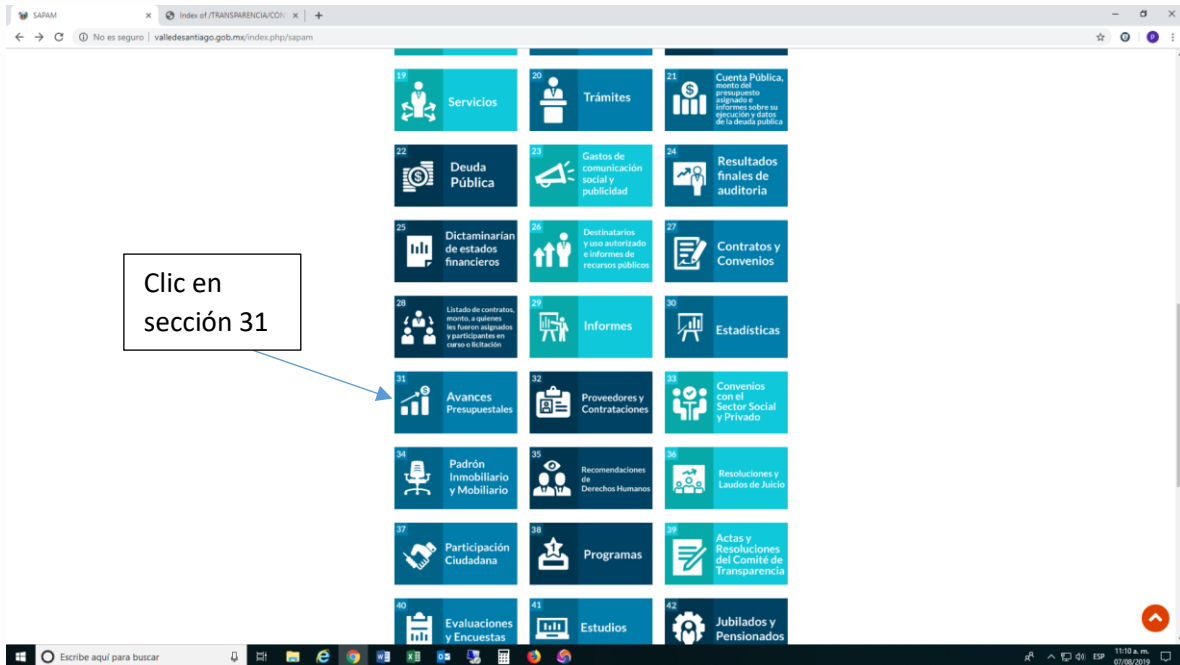 SAPAM
Index of /TRANSPARENCIA/CON
No es seguro | valledesantiago.gob.mx/index.php/sapam
19
Servicios
20
Trámites
21
Cuenta Pública,
monto del
presupuesto
asignado e
informes sobre su
ejecución y datos
de la deuda publica
22
Deuda
Pública
23
Gastos de
comunicación
social y
publicidad
24
Resultados
finales de
auditoria
25
Dictaminarían
de estados
financieros
26
Destinatarios
y uso autorizado
e informes de
recursos públicos
27
Contratos y
Convenios
Clic en
sección 31
28
Listado de contratos,
monto, a quienes
les fueron asignados
y participantes en
curso o licitación
29
Informes
30
Estadísticas
31
Avances
Presupuestales
32
Proveedores y
Contrataciones
33
Convenios
con el
Sector Social
y Privado
34
Padrón
Inmobiliario
y Mobiliario
35
Recomendaciones
de
Derechos Humanos
36
Resoluciones y
Laudos de Juicio
37
Participación
Ciudadana
38
Programas
39
Actas y
Resoluciones
del Comité de
Transparencia
40
Evaluaciones
y Encuestas
41
Estudios
42
Jubilados y
Pensionados
Escribe aquí para buscar
ESP
11:10 a. m.
07/08/2019